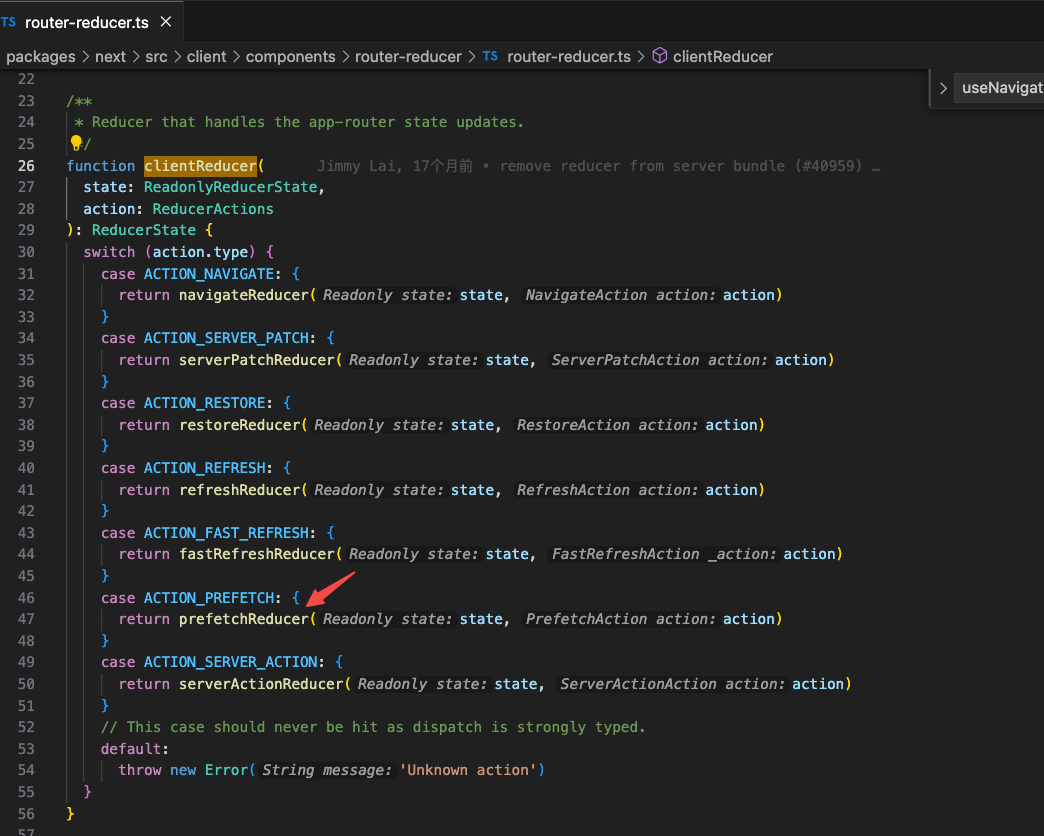 TS router-reducer.ts ×
packages > next > src > client > components > router-reducer > TS router-reducer.ts > clientReducer
> useNavigat
22
23 /**
24 * Reducer that handles the app-router state updates.
25 */
26 function clientReducer( Jimmy Lai, 17个月前 • remove reducer from server bundle (#40959) …
27 state: ReadonlyReducerState,
28 action: ReducerActions
29 ): ReducerState {
30 switch (action.type) {
31 case ACTION_NAVIGATE: {
32 return navigateReducer( Readonly state: state, NavigateAction action: action)
33 }
34 case ACTION_SERVER_PATCH: {
35 return serverPatchReducer( Readonly state: state, ServerPatchAction action: action)
36 }
37 case ACTION_RESTORE: {
38 return restoreReducer( Readonly state: state, RestoreAction action: action)
39 }
40 case ACTION_REFRESH: {
41 return refreshReducer( Readonly state: state, RefreshAction action: action)
42 }
43 case ACTION_FAST_REFRESH: {
44 return fastRefreshReducer( Readonly state: state, FastRefreshAction _action: action)
45 }
46 case ACTION_PREFETCH: {
47 return prefetchReducer( Readonly state: state, PrefetchAction action: action)
48 }
49 case ACTION_SERVER_ACTION: {
50 return serverActionReducer( Readonly state: state, ServerActionAction action: action)
51 }
52 // This case should never be hit as dispatch is strongly typed.
53 default:
54 throw new Error( String message: 'Unknown action')
55 }
56 }
57